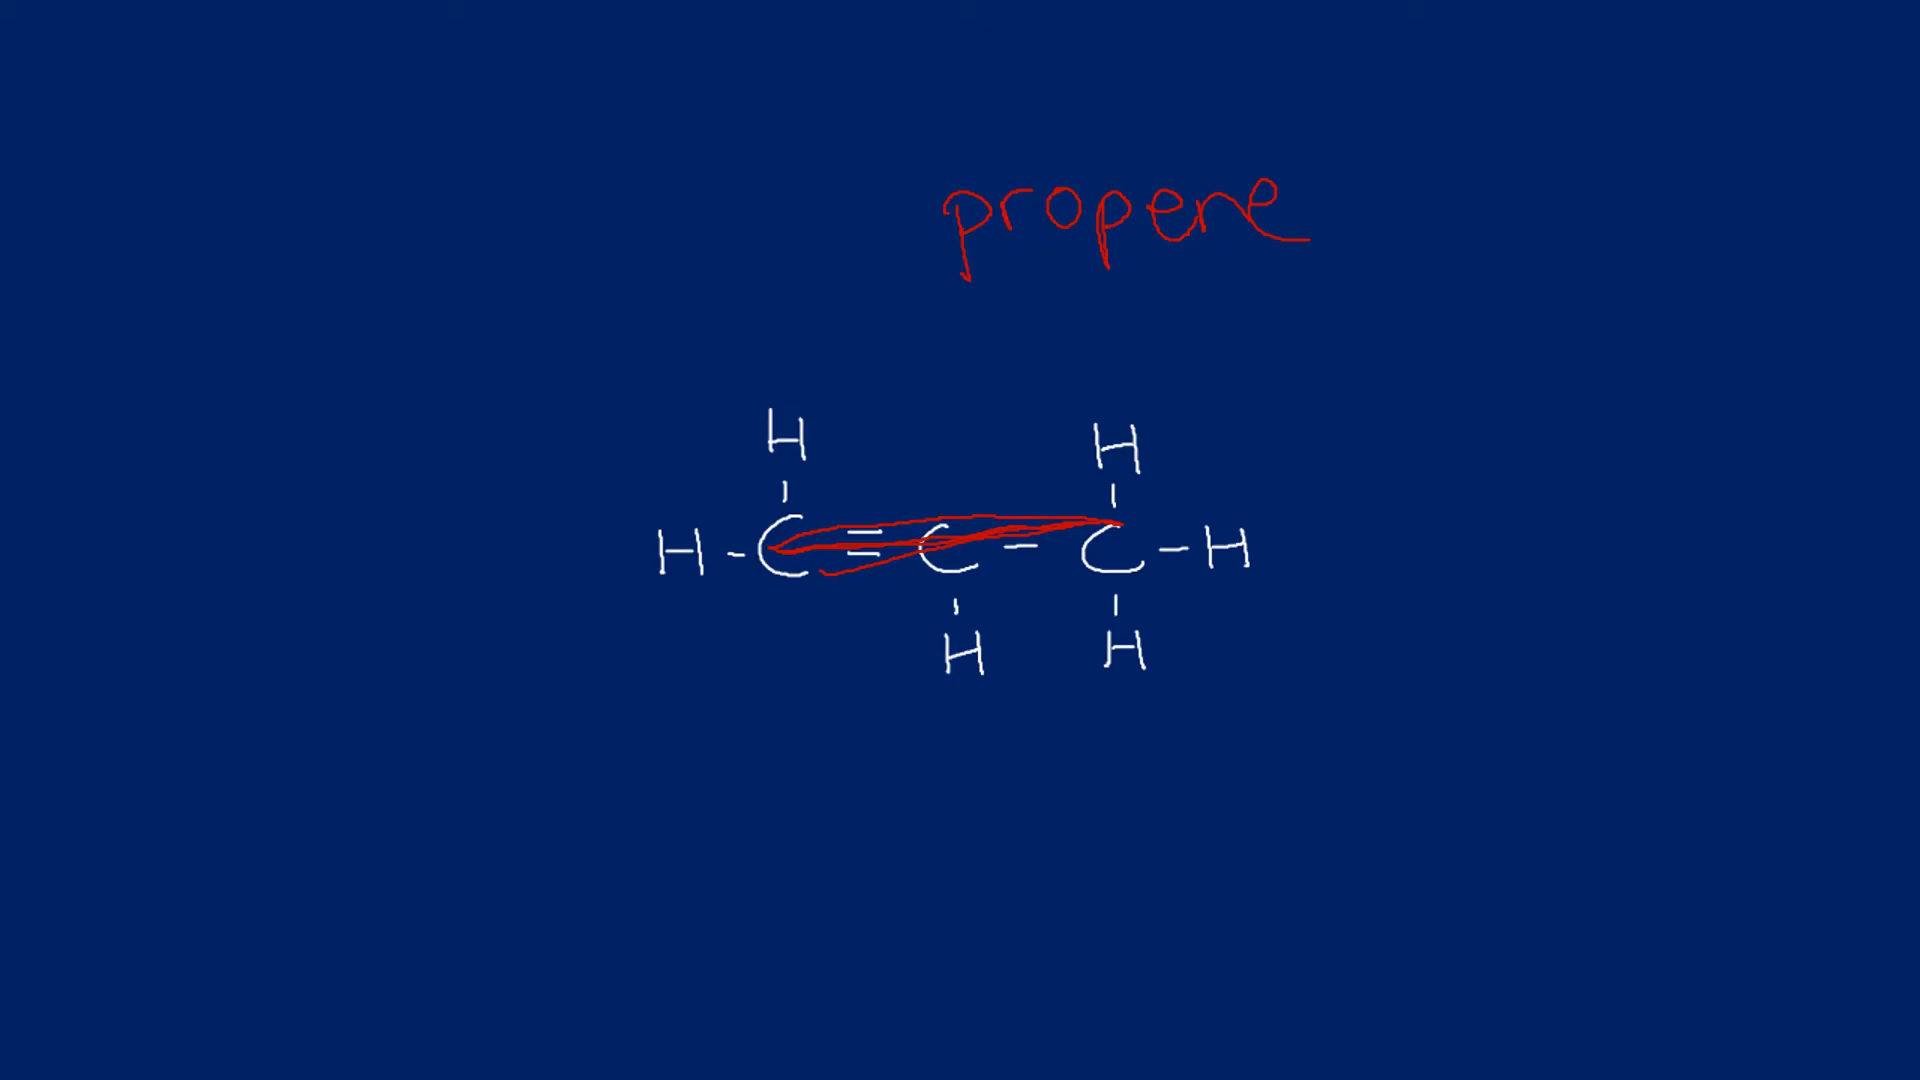 propene
H H
H - C = C - C - H
H H